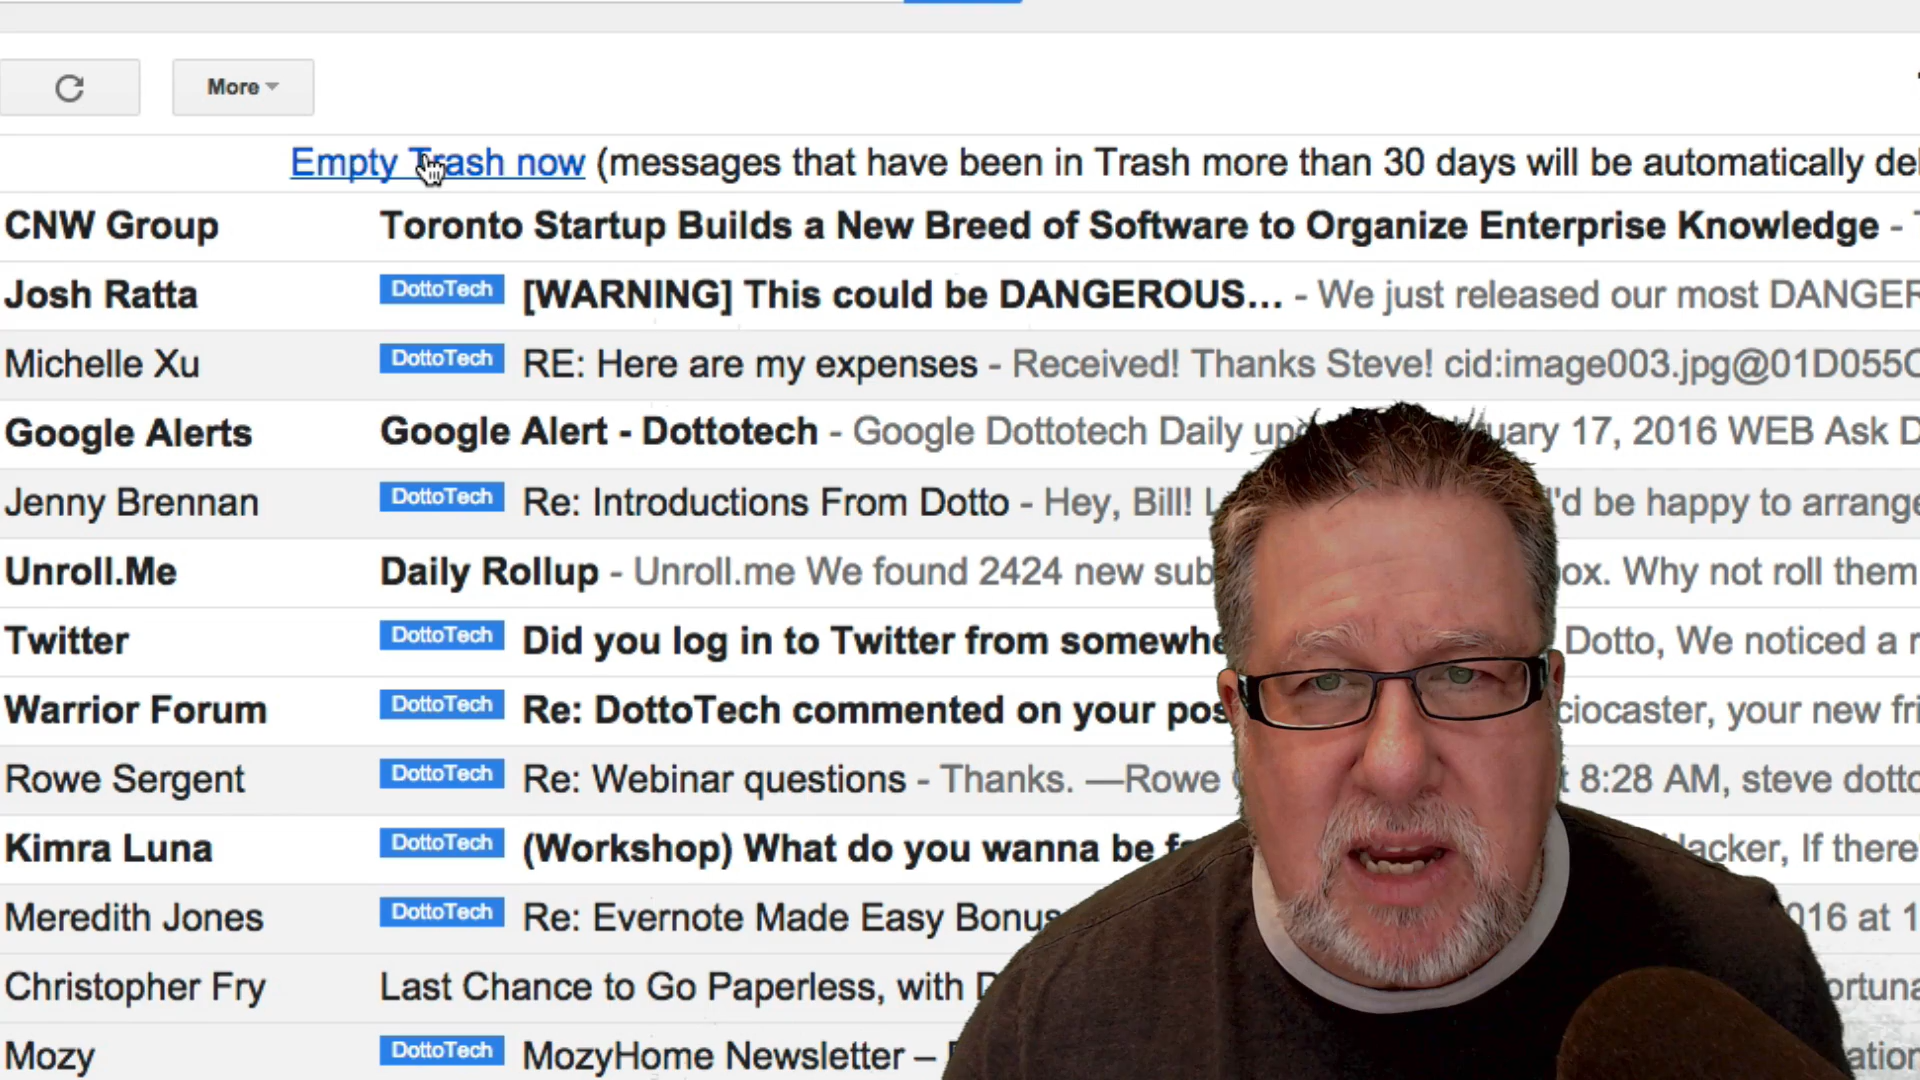 More
Empty Trash now (messages that have been in Trash more than 30 days will be automatically del
CNW Group Toronto Startup Builds a New Breed of Software to Organize Enterprise Knowledge -
Josh Ratta DottoTech [WARNING] This could be DANGEROUS... - We just released our most DANGER
Michelle Xu DottoTech RE: Here are my expenses - Received! Thanks Steve! cid:image003.jpg@01D055C
Google Alerts Google Alert - Dottotech - Google Dottotech Daily up uary 17, 2016 WEB Ask D
Jenny Brennan DottoTech Re: Introductions From Dotto - Hey, Bill! L I'd be happy to arrange
Unroll.Me Daily Rollup - Unroll.me We found 2424 new sub ox. Why not roll them
Twitter DottoTech Did you log in to Twitter from somewhe Dotto, We noticed a r
Warrior Forum DottoTech Re: DottoTech commented on your pos ciocaster, your new fri
Rowe Sergent DottoTech Re: Webinar questions - Thanks. —Rowe t 8:28 AM, steve dotto
Kimra Luna DottoTech (Workshop) What do you wanna be f lacker, If there
Meredith Jones DottoTech Re: Evernote Made Easy Bonus 016 at 1
Christopher Fry Last Chance to Go Paperless, with D ortuna
Mozy DottoTech MozyHome Newsletter – ation